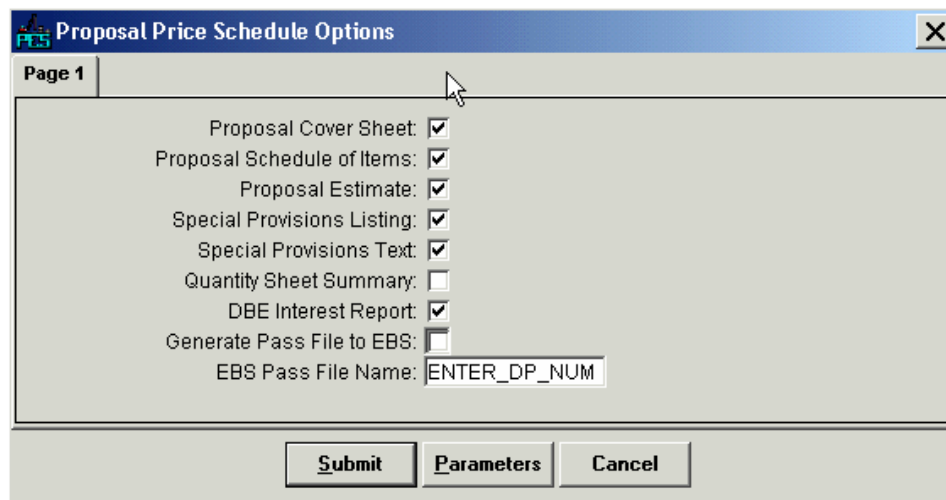 PES Proposal Price Schedule Options
Page 1
Proposal Cover Sheet:
Proposal Schedule of Items:
Proposal Estimate:
Special Provisions Listing:
Special Provisions Text:
Quantity Sheet Summary:
DBE Interest Report:
Generate Pass File to EBS:
EBS Pass File Name: ENTER_DP_NUM
Submit Parameters Cancel